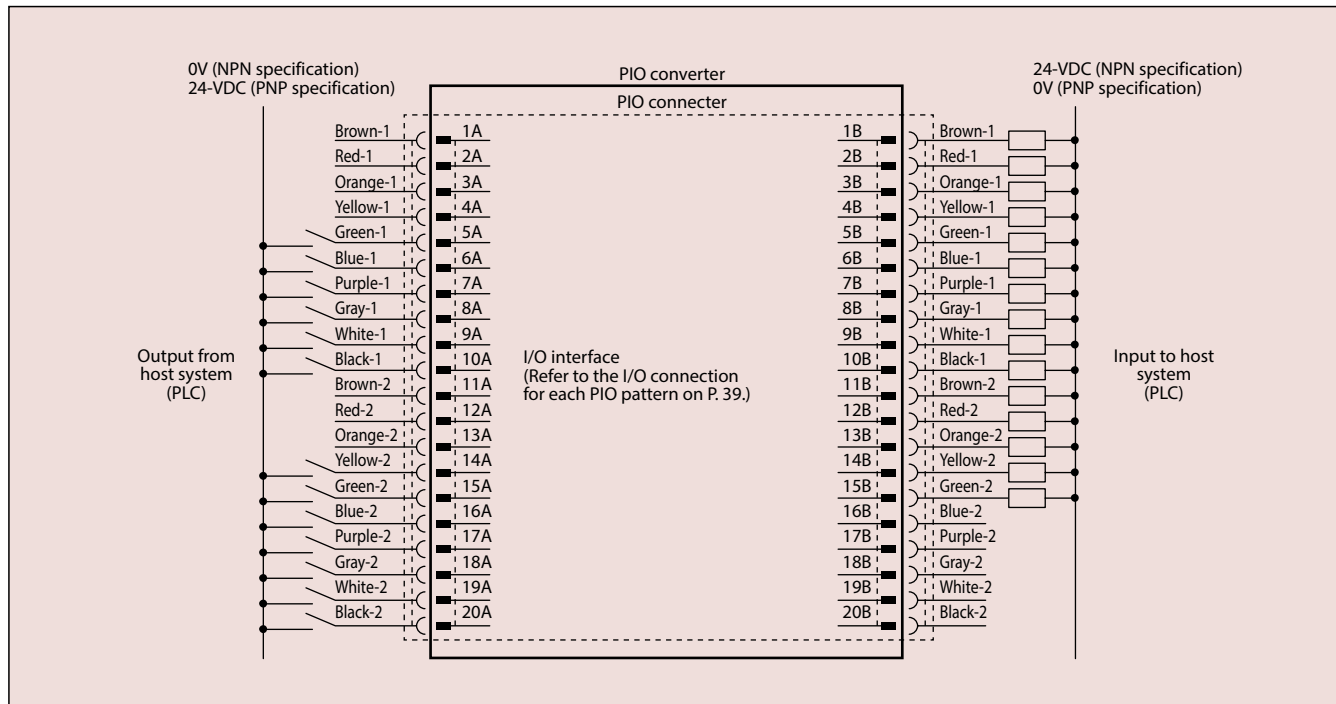 0V (NPN specification)
24-VDC (PNP specification)
PIO converter
PIO connecter
24-VDC (NPN specification)
0V (PNP specification)
Brown-1 1A 1B Brown-1
Red-1 2A 2B Red-1
Orange-1 3A 3B Orange-1
Yellow-1 4A 4B Yellow-1
Green-1 5A 5B Green-1
Blue-1 6A 6B Blue-1
Purple-1 7A 7B Purple-1
Gray-1 8A 8B Gray-1
White-1 9A 9B White-1
Black-1 10A 10B Black-1
Brown-2 11A 11B Brown-2
Red-2 12A 12B Red-2
Orange-2 13A 13B Orange-2
Yellow-2 14A 14B Yellow-2
Green-2 15A 15B Green-2
Blue-2 16A 16B Blue-2
Purple-2 17A 17B Purple-2
Gray-2 18A 18B Gray-2
White-2 19A 19B White-2
Black-2 20A 20B Black-2
Output from
host system
(PLC)
I/O interface
(Refer to the I/O connection
for each PIO pattern on P. 39.)
Input to host
system
(PLC)